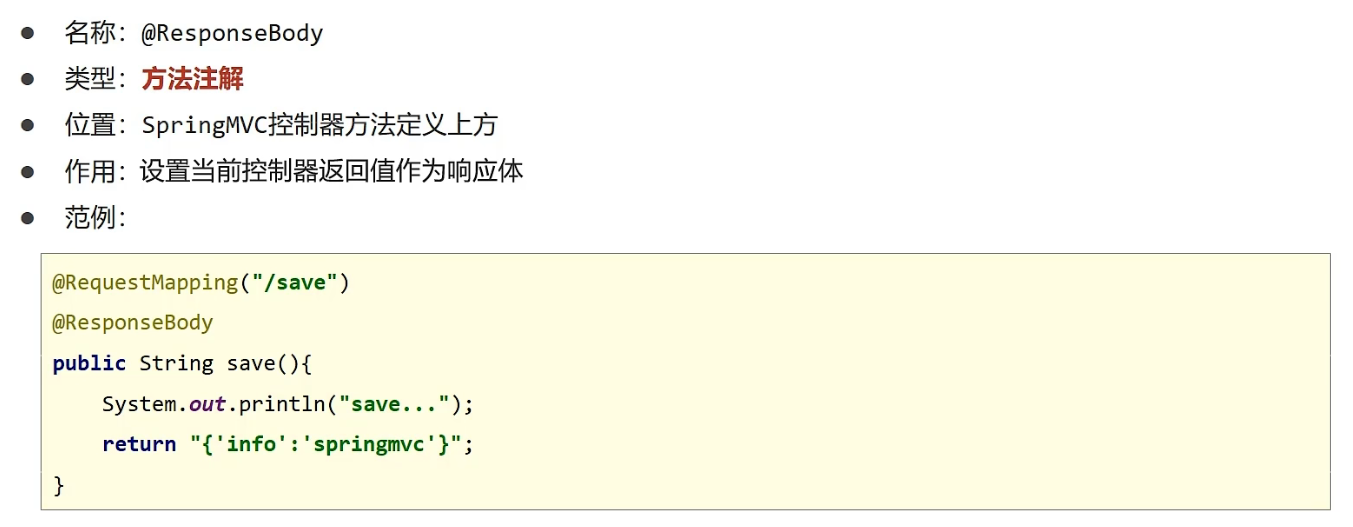 ● 名称：@ResponseBody
● 类型：方法注解
● 位置：SpringMVC控制器方法定义上方
● 作用：设置当前控制器返回值作为响应体
● 范例：
@RequestMapping("/save")
@ResponseBody
public String save(){
    System.out.println("save...");
    return "{'info':'springmvc'}";
}